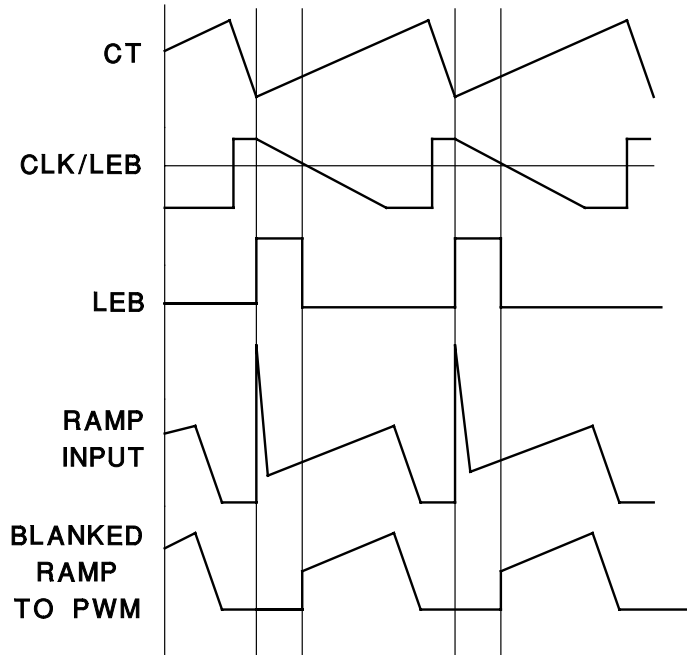 CT
CLK/LEB
LEB
RAMP
INPUT
BLANKED
RAMP
TO PWM